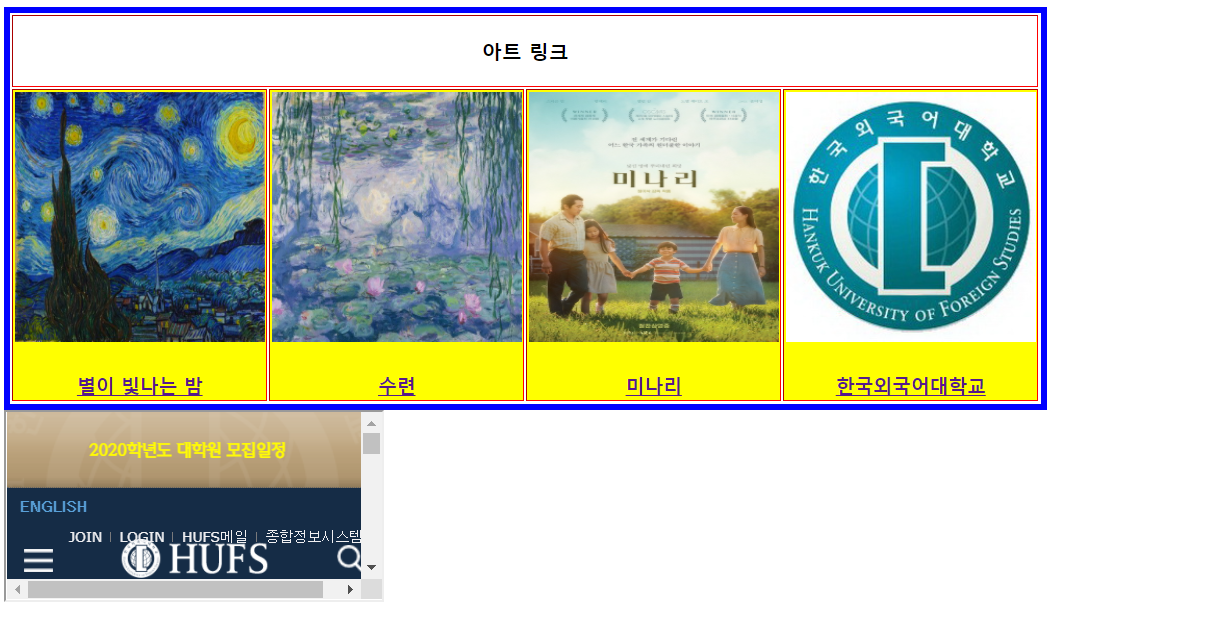 아트 링크
미나리
한국외국어대학교
HANKUK UNIVERSITY OF FOREIGN STUDIES
별이 빛나는 밤
수련
미나리
한국외국어대학교
2020학년도 대학원 모집일정
ENGLISH
JOIN LOGIN HUFS메일 종합정보시스템
HUFS